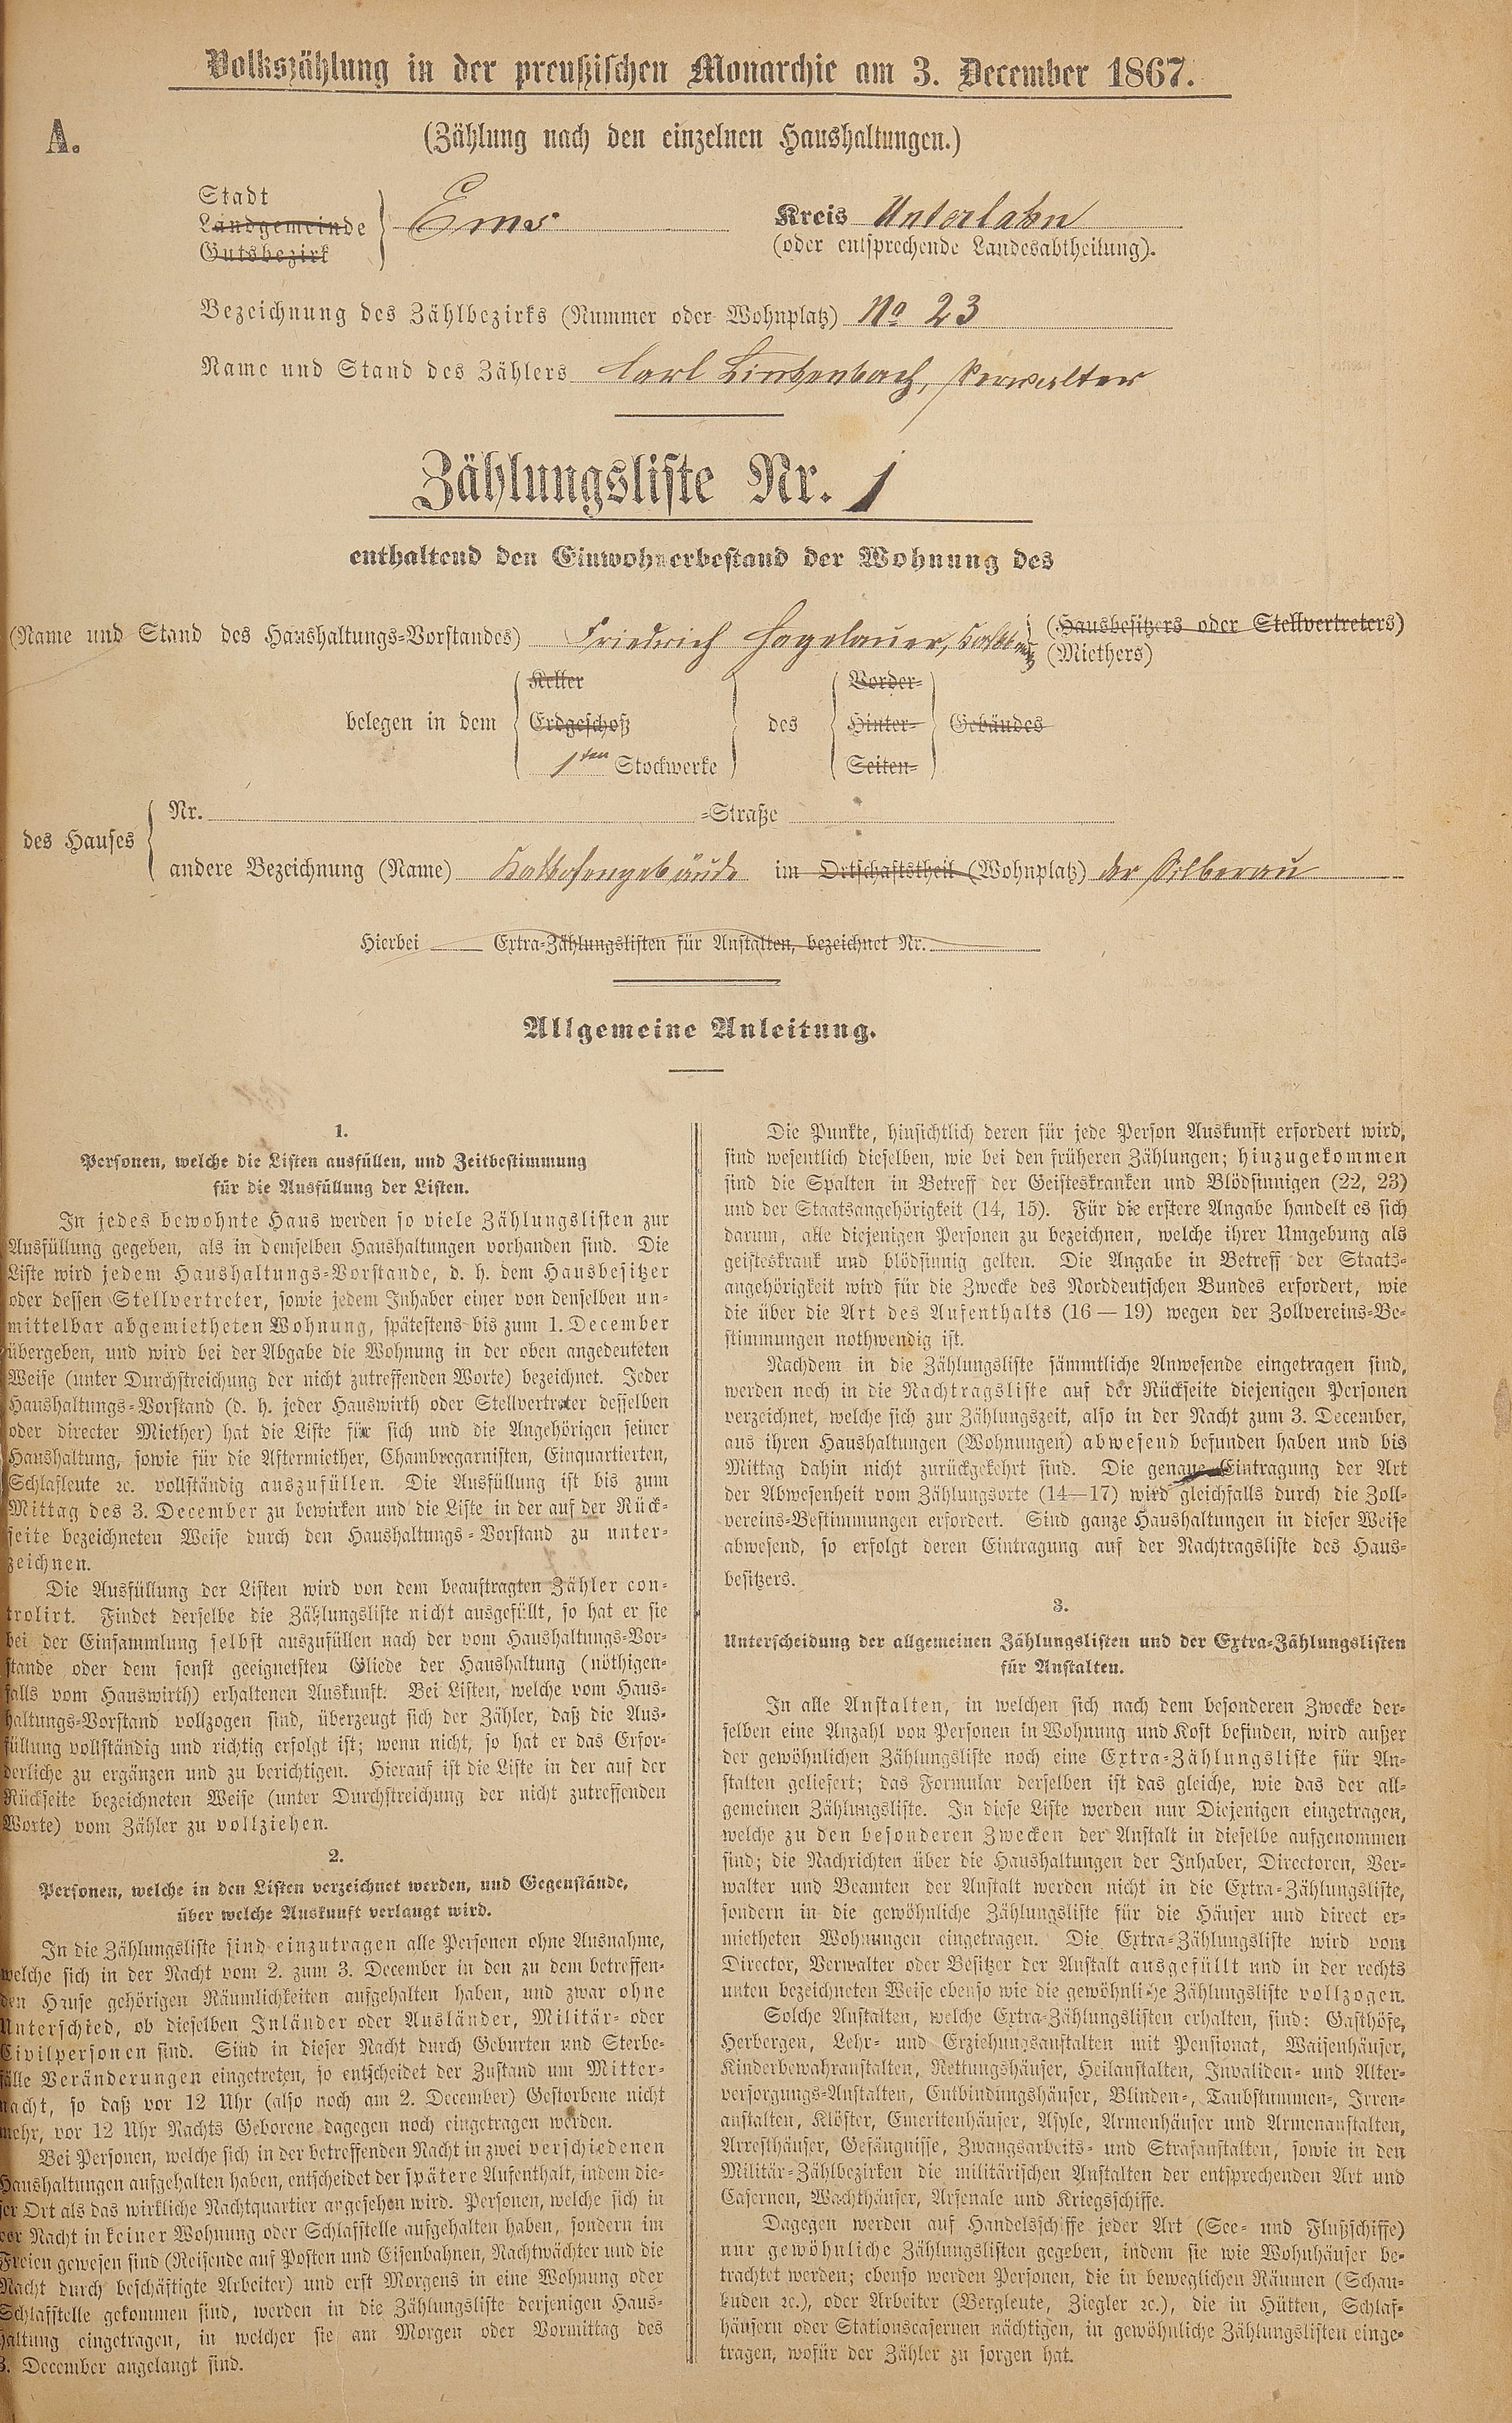 Volkszählung in der preußischen Monarchie am 3. December 1867.
A.
(Zählung nach den einzelnen Haushaltungen.)
Stadt
Landgemeinde
Gutsbezirk
Ems
Kreis Unterlahn
(oder entsprechende Landesabtheilung).
Bezeichnung des Zählbezirks (Nummer oder Wohnplatz) No 23
Name und Stand des Zählers Carl Linkenbach, Verwalter
Zählungsliste Nr. 1
enthaltend den Einwohnerbestand der Wohnung des
(Name und Stand des Haushaltungs-Vorstandes) Friedrich Hagelauer,
(Hausbesitzers oder Stellvertreters)
(Miethers)
belegen in dem
Keller
Erdgeschoß
1ten Stockwerke
des
Vorder-
Hinter-
Seiten-
Gebäudes
des Hauses
Nr. -Straße
andere Bezeichnung (Name) Kalkofengebäude im Ortschaftstheil (Wohnplatz) der Silberau
Hierbei Extra-Zählungslisten für Anstalten, bezeichnet Nr.
Allgemeine Anleitung.
1.
Personen, welche die Listen ausfüllen, und Zeitbestimmung
für die Ausfüllung der Listen.
In jedes bewohnte Haus werden so viele Zählungslisten zur
Ausfüllung gegeben, als in demselben Haushaltungen vorhanden sind. Die
Liste wird jedem Haushaltungs-Vorstande, d. h. dem Hausbesitzer
oder dessen Stellvertreter, sowie jedem Inhaber einer von denselben un-
mittelbar abgemietheten Wohnung, spätestens bis zum 1. December
übergeben, und wird bei der Abgabe die Wohnung in der oben angedeuteten
Weise (unter Durchstreichung der nicht zutreffenden Worte) bezeichnet. Jeder
Haushaltungs-Vorstand (d. h. jeder Hauswirth oder Stellvertreter desselben
oder directer Miether) hat die Liste für sich und die Angehörigen seiner
Haushaltung, sowie für die Aftermiether, Chambregarnisten, Einquartierten,
Schlafleute ꝛc. vollständig auszufüllen. Die Ausfüllung ist bis zum
Mittag des 3. December zu bewirken und die Liste in der auf der Rück-
seite bezeichneten Weise durch den Haushaltungs-Vorstand zu unter-
zeichnen.
Die Ausfüllung der Listen wird von dem beauftragten Zähler con-
trolirt. Findet derselbe die Zählungsliste nicht ausgefüllt, so hat er sie
bei der Einsammlung selbst auszufüllen nach der vom Haushaltungs-Vor-
stande oder dem sonst geeignetsten Gliede der Haushaltung (nöthigen-
falls vom Hauswirth) erhaltenen Auskunft. Bei Listen, welche vom Haus-
haltungs-Vorstand vollzogen sind, überzeugt sich der Zähler, daß die Aus-
füllung vollständig und richtig erfolgt ist; wenn nicht, so hat er das Erfor-
derliche zu ergänzen und zu berichtigen. Hierauf ist die Liste in der auf der
Rückseite bezeichneten Weise (unter Durchstreichung der nicht zutreffenden
Worte) vom Zähler zu vollziehen.
2.
Personen, welche in den Listen verzeichnet werden, und Gegenstände,
über welche Auskunft verlangt wird.
In die Zählungsliste sind einzutragen alle Personen ohne Ausnahme,
welche sich in der Nacht vom 2. zum 3. December in den zu dem betreffen-
den Hause gehörigen Räumlichkeiten aufgehalten haben, und zwar ohne
Unterschied, ob dieselben Inländer oder Ausländer, Militär- oder
Civilpersonen sind. Sind in dieser Nacht durch Geburten und Sterbe-
fälle Veränderungen eingetreten, so entscheidet der Zustand um Mitter-
nacht, so daß vor 12 Uhr (also noch am 2. December) Gestorbene nicht
mehr, vor 12 Uhr Nachts Geborene dagegen noch eingetragen werden.
Bei Personen, welche sich in der betreffenden Nacht in zwei verschiedenen
Haushaltungen aufgehalten haben, entscheidet der spätere Aufenthalt, indem die-
ser Ort als das wirkliche Nachtquartier angesehen wird. Personen, welche sich in
der Nacht in keiner Wohnung oder Schlafstelle aufgehalten haben, sondern im
Freien gewesen sind (Reisende auf Posten und Eisenbahnen, Nachtwächter und die
Nacht durch beschäftigte Arbeiter) und erst Morgens in eine Wohnung oder
Schlafstelle gekommen sind, werden in die Zählungsliste derjenigen Haus-
haltung eingetragen, in welcher sie am Morgen oder Vormittag des
3. December angelangt sind.
Die Punkte, hinsichtlich deren für jede Person Auskunft erfordert wird,
sind wesentlich dieselben, wie bei den früheren Zählungen; hinzugekommen
sind die Spalten in Betreff der Geisteskranken und Blödsinnigen (22, 23)
und der Staatsangehörigkeit (14, 15). Für die erstere Angabe handelt es sich
darum, alle diejenigen Personen zu bezeichnen, welche ihrer Umgebung als
geisteskrank und blödsinnig gelten. Die Angabe in Betreff der Staats-
angehörigkeit wird für die Zwecke des Norddeutschen Bundes erfordert, wie
die über die Art des Aufenthalts (16 — 19) wegen der Zollvereins-Be-
stimmungen nothwendig ist.
Nachdem in die Zählungsliste sämmtliche Anwesende eingetragen sind,
werden noch in die Nachtragsliste auf der Rückseite diejenigen Personen
verzeichnet, welche sich zur Zählungszeit, also in der Nacht zum 3. December,
aus ihren Haushaltungen (Wohnungen) abwesend befunden haben und bis
Mittag dahin nicht zurückgekehrt sind. Die genaue Eintragung der Art
der Abwesenheit vom Zählungsorte (14—17) wird gleichfalls durch die Zoll-
vereins-Bestimmungen erfordert. Sind ganze Haushaltungen in dieser Weise
abwesend, so erfolgt deren Eintragung auf der Nachtragsliste des Haus-
besitzers.
3.
Unterscheidung der allgemeinen Zählungslisten und der Extra-Zählungslisten
für Anstalten.
In alle Anstalten, in welchen sich nach dem besonderen Zwecke der-
selben eine Anzahl von Personen in Wohnung und Kost befinden, wird außer
der gewöhnlichen Zählungsliste noch eine Extra-Zählungsliste für An-
stalten geliefert; das Formular derselben ist das gleiche, wie das der all-
gemeinen Zählungsliste. In diese Liste werden nur Diejenigen eingetragen,
welche zu den besonderen Zwecken der Anstalt in dieselbe aufgenommen
sind; die Nachrichten über die Haushaltungen der Inhaber, Directoren, Ver-
walter und Beamten der Anstalt werden nicht in die Extra-Zählungsliste,
sondern in die gewöhnliche Zählungsliste für die Häuser und direct er-
mietheten Wohnungen eingetragen. Die Extra-Zählungsliste wird vom
Director, Verwalter oder Besitzer der Anstalt ausgefüllt und in der rechts
unten bezeichneten Weise ebenso wie die gewöhnliche Zählungsliste vollzogen.
Solche Anstalten, welche Extra-Zählungslisten erhalten, sind: Gasthöfe,
Herbergen, Lehr- und Erziehungsanstalten mit Pensionat, Waisenhäuser,
Kinderbewahranstalten, Rettungshäuser, Heilanstalten, Invaliden- und Alter-
versorgungs-Anstalten, Entbindungshäuser, Blinden-, Taubstummen-, Irren-
anstalten, Klöster, Emeritenhäuser, Asyle, Armenhäuser und Armenanstalten,
Arresthäuser, Gefängnisse, Zwangsarbeits- und Strafanstalten, sowie in den
Militär-Zählbezirken die militärischen Anstalten der entsprechenden Art und
Casernen, Wachthäuser, Arsenale und Kriegsschiffe.
Dagegen werden auf Handelsschiffe jeder Art (See- und Flußschiffe)
nur gewöhnliche Zählungslisten gegeben, indem sie wie Wohnhäuser be-
trachtet werden; ebenso werden Personen, die in beweglichen Räumen (Schau-
buden ꝛc.), oder Arbeiter (Bergleute, Ziegler ꝛc.), die in Hütten, Schlaf-
häusern oder Stationscasernen nächtigen, in gewöhnliche Zählungslisten einge-
tragen, wofür der Zähler zu sorgen hat.